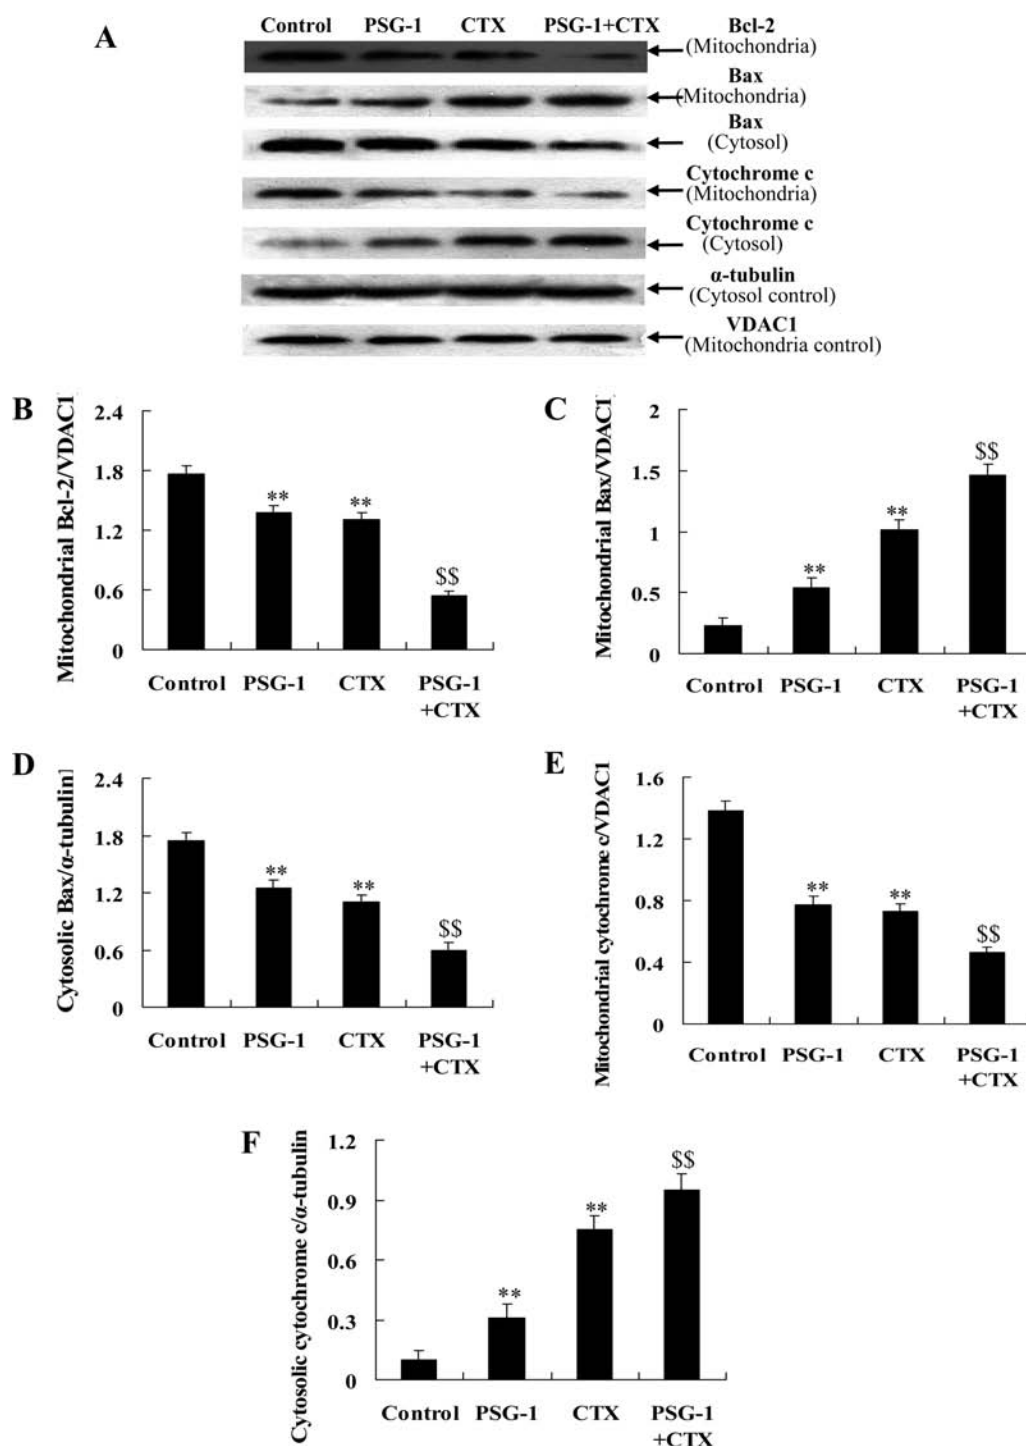 A
Control PSG-1 CTX PSG-1+CTX
Bcl-2
(Mitochondria)
Bax
(Mitochondria)
Bax
(Cytosol)
Cytochrome c
(Mitochondria)
Cytochrome c
(Cytosol)
α-tubulin
(Cytosol control)
VDAC1
(Mitochondria control)
B
Mitochondrial Bcl-2/VDAC1
2.4
1.8
1.2
0.6
0
**
**
$$
Control PSG-1 CTX PSG-1
+CTX
C
Mitochondrial Bax/VDAC1
2
1.5
1
0.5
0
**
**
$$
Control PSG-1 CTX PSG-1
+CTX
D
Cytosolic Bax/α-tubulin
2.4
1.8
1.2
0.6
0
**
**
$$
Control PSG-1 CTX PSG-1
+CTX
E
Mitochondrial cytochrome c/VDAC1
1.6
1.2
0.8
0.4
0
**
**
$$
Control PSG-1 CTX PSG-1
+CTX
F
Cytosolic cytochrome c/α-tubulin
1.2
0.9
0.6
0.3
0
**
**
$$
Control PSG-1 CTX PSG-1
+CTX